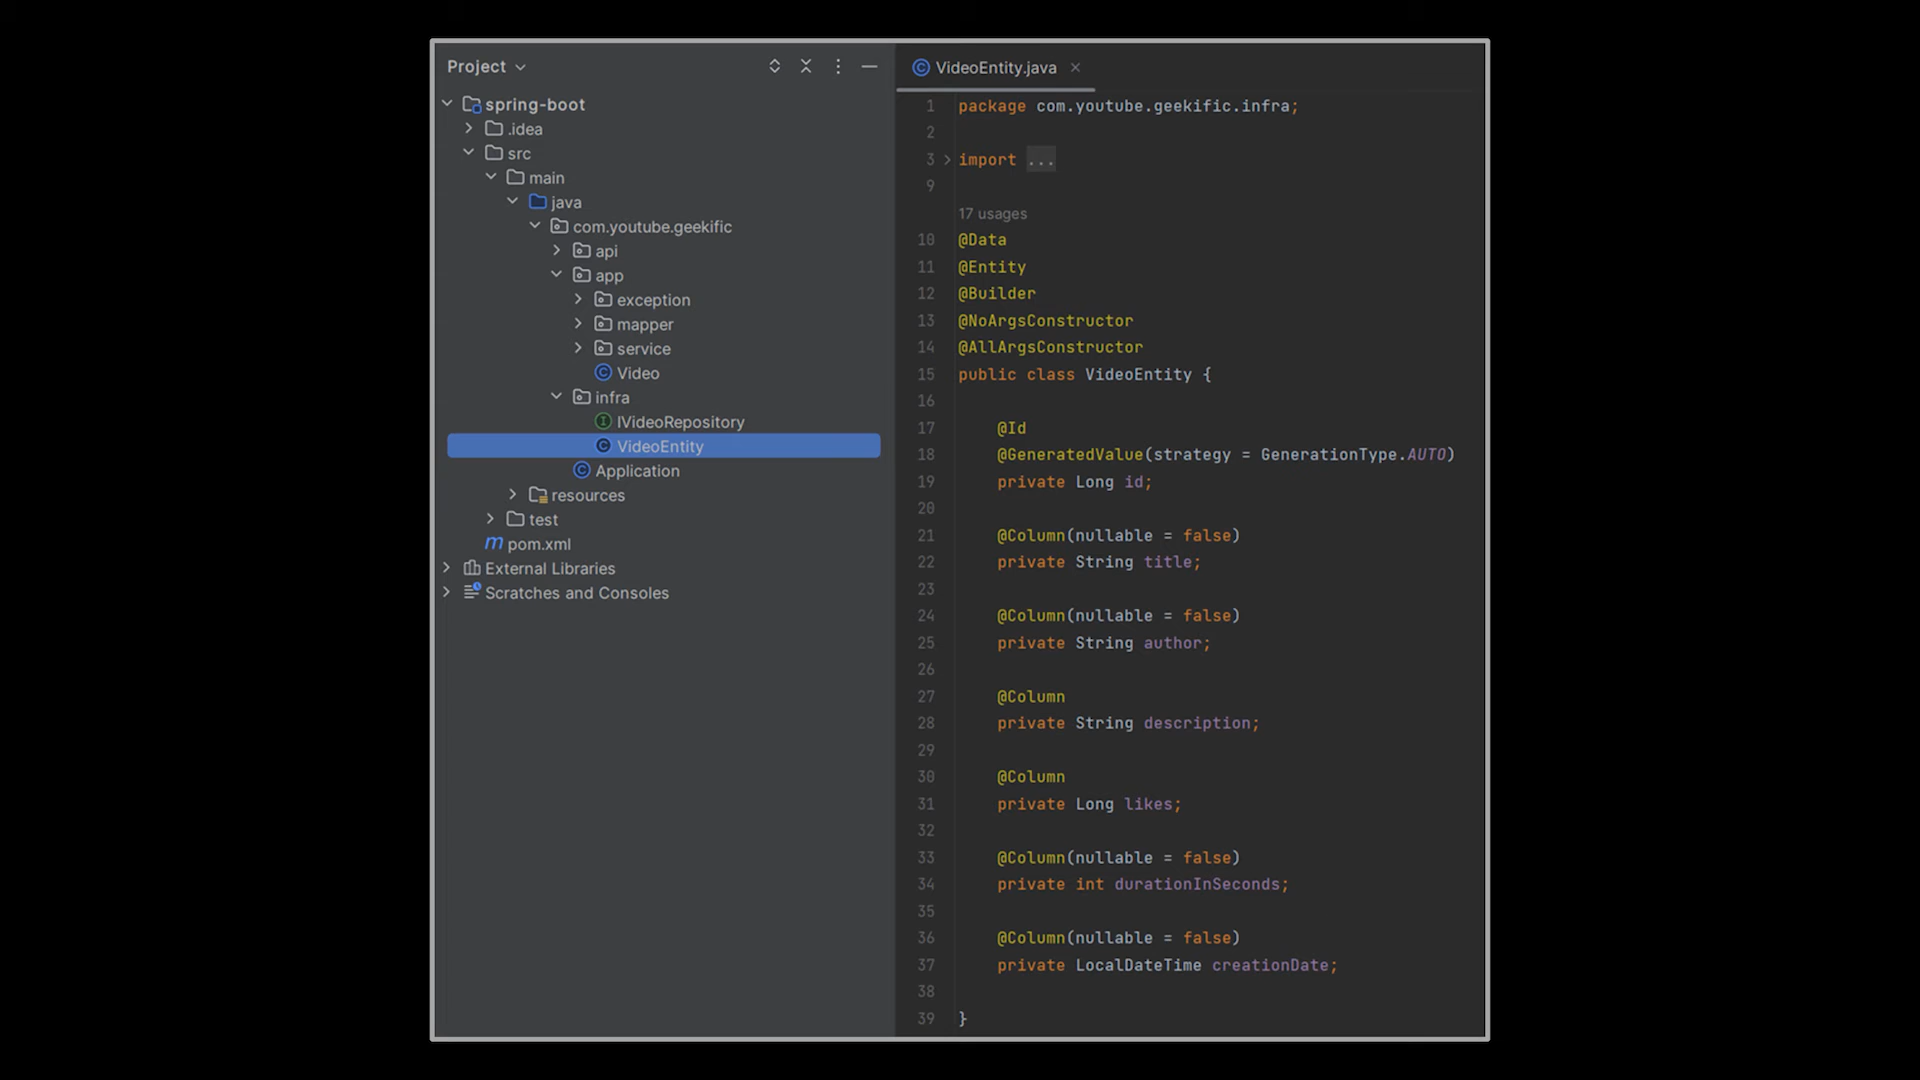 Project
spring-boot
.idea
src
main
java
com.youtube.geekific
api
app
exception
mapper
service
Video
infra
IVideoRepository
VideoEntity
Application
resources
test
pom.xml
External Libraries
Scratches and Consoles
VideoEntity.java
1 package com.youtube.geekific.infra;
2
3 import ...
9
17 usages
10 @Data
11 @Entity
12 @Builder
13 @NoArgsConstructor
14 @AllArgsConstructor
15 public class VideoEntity {
16
17 @Id
18 @GeneratedValue(strategy = GenerationType.AUTO)
19 private Long id;
20
21 @Column(nullable = false)
22 private String title;
23
24 @Column(nullable = false)
25 private String author;
26
27 @Column
28 private String description;
29
30 @Column
31 private Long likes;
32
33 @Column(nullable = false)
34 private int durationInSeconds;
35
36 @Column(nullable = false)
37 private LocalDateTime creationDate;
38
39 }